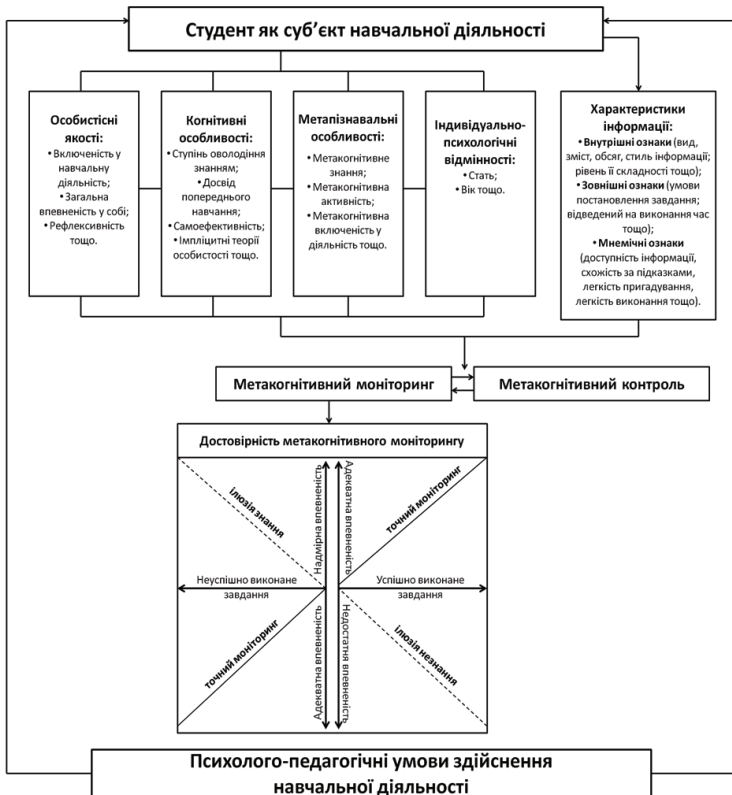 Студент як суб’єкт навчальної діяльності
Особистісні
якості:
• Включеність у
навчальну
діяльність;
• Загальна
впевненість у собі;
• Рефлексивність
тощо.
Когнітивні
особливості:
• Ступінь оволодіння
знанням;
• Досвід
попереднього
навчання;
• Самоефективність;
• Імпліцитні теорії
особистості тощо.
Метапізнавальні
особливості:
• Метакогнітивне
знання;
• Метакогнітивна
активність;
• Метакогнітивна
включеність у
діяльність тощо.
Індивідуально-
психологічні
відмінності:
• Стать;
• Вік тощо.
Характеристики
інформації:
• Внутрішні ознаки (вид,
зміст, обсяг, стиль інформації;
рівень її складності тощо);
• Зовнішні ознаки (умови
постановлення завдання;
відведений на виконання час
тощо);
• Мнемічні ознаки
(доступність інформації,
схожість за підказками,
легкість пригадування,
легкість виконання тощо).
Метакогнітивний моніторинг
Метакогнітивний контроль
Достовірність метакогнітивного моніторингу
ілюзія знання
Надмірна впевненість
Адекватна впевненість
точний моніторинг
Неуспішно виконане
завдання
Успішно виконане
завдання
точний моніторинг
Адекватна впевненість
Недостатня впевненість
ілюзія незнання
Психолого-педагогічні умови здійснення
навчальної діяльності